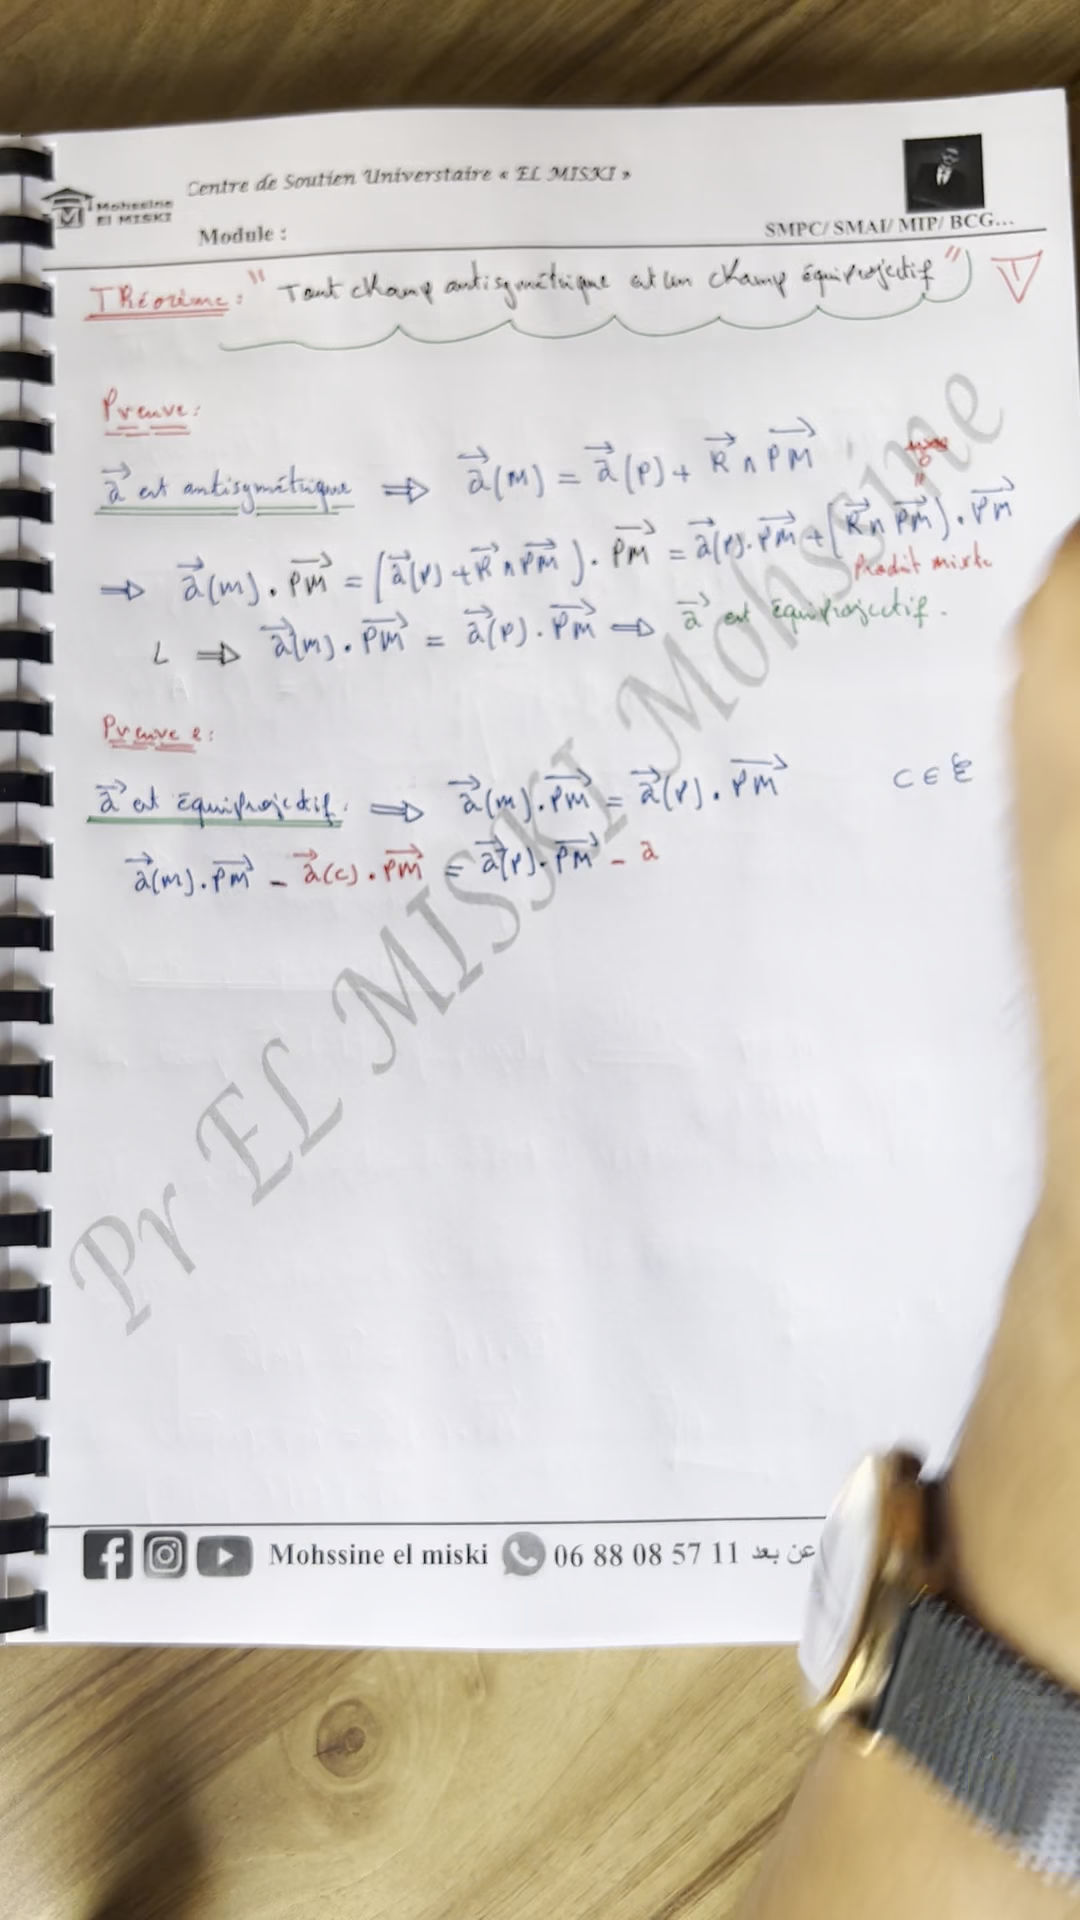 Mohssine
El MISKI
Centre de Soutien Universtaire « EL MISKI »
Module :
SMPC/ SMAI/ MIP/ BCG...
Théorème: " Tout champ antisymétrique est un champ équiprojectif " !
Preuve:
a⃗ est antisymétrique ⇒ a⃗(M) = a⃗(P) + R⃗ ∧ PM⃗
0
"
⇒ a⃗(M) . PM⃗ = (a⃗(P) + R⃗ ∧ PM⃗) . PM⃗ = a⃗(P) . PM⃗ + (R⃗ ∧ PM⃗) . PM⃗
Produit mixte
⇒ a⃗(M) . PM⃗ = a⃗(P) . PM⃗ ⇒ a⃗ est équiprojectif.
Preuve 2:
a⃗ est équiprojectif. ⇒ a⃗(M) . PM⃗ = a⃗(P) . PM⃗ C ∈ ℰ
a⃗(M) . PM⃗ - a⃗(C) . PM⃗ = a⃗(P) . PM⃗ - a
Pr EL MISKI Mohssine
Mohssine el miski 06 88 08 57 11 عن بعد